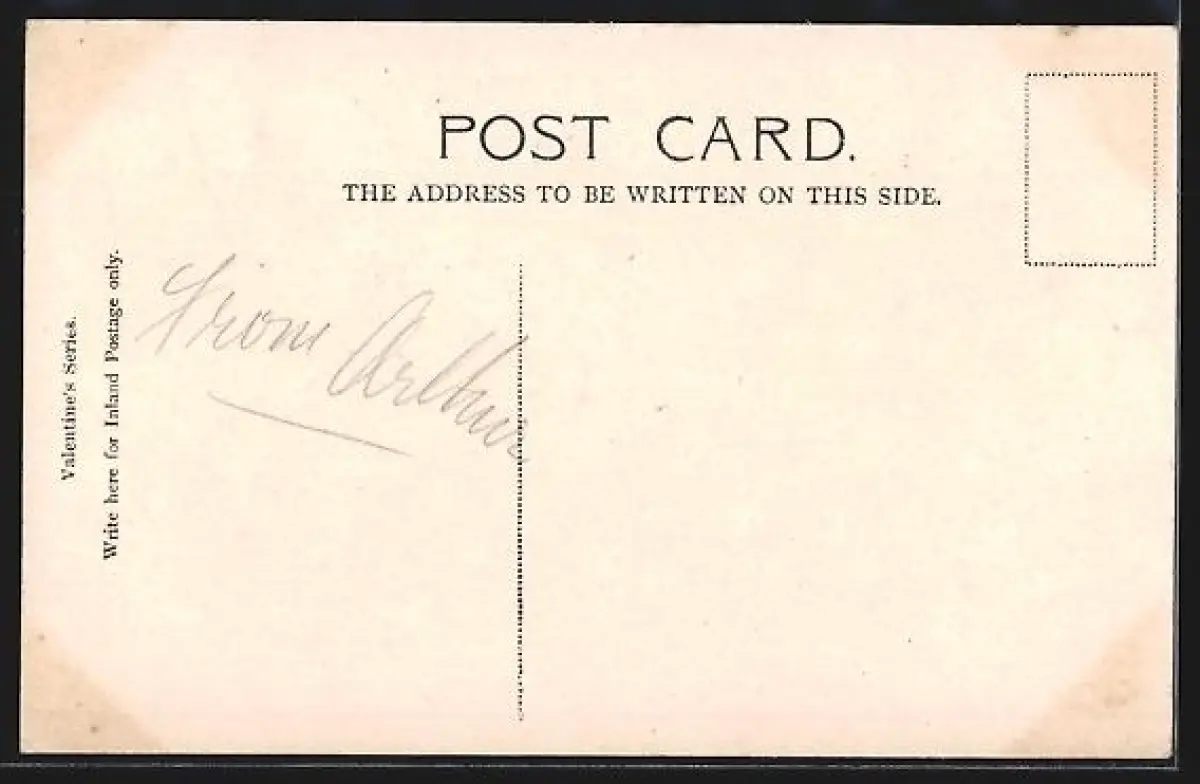 POST CARD.
THE ADDRESS TO BE WRITTEN ON THIS SIDE.
Valentine's Series.
Write here for Inland Postage only.
From Arthur